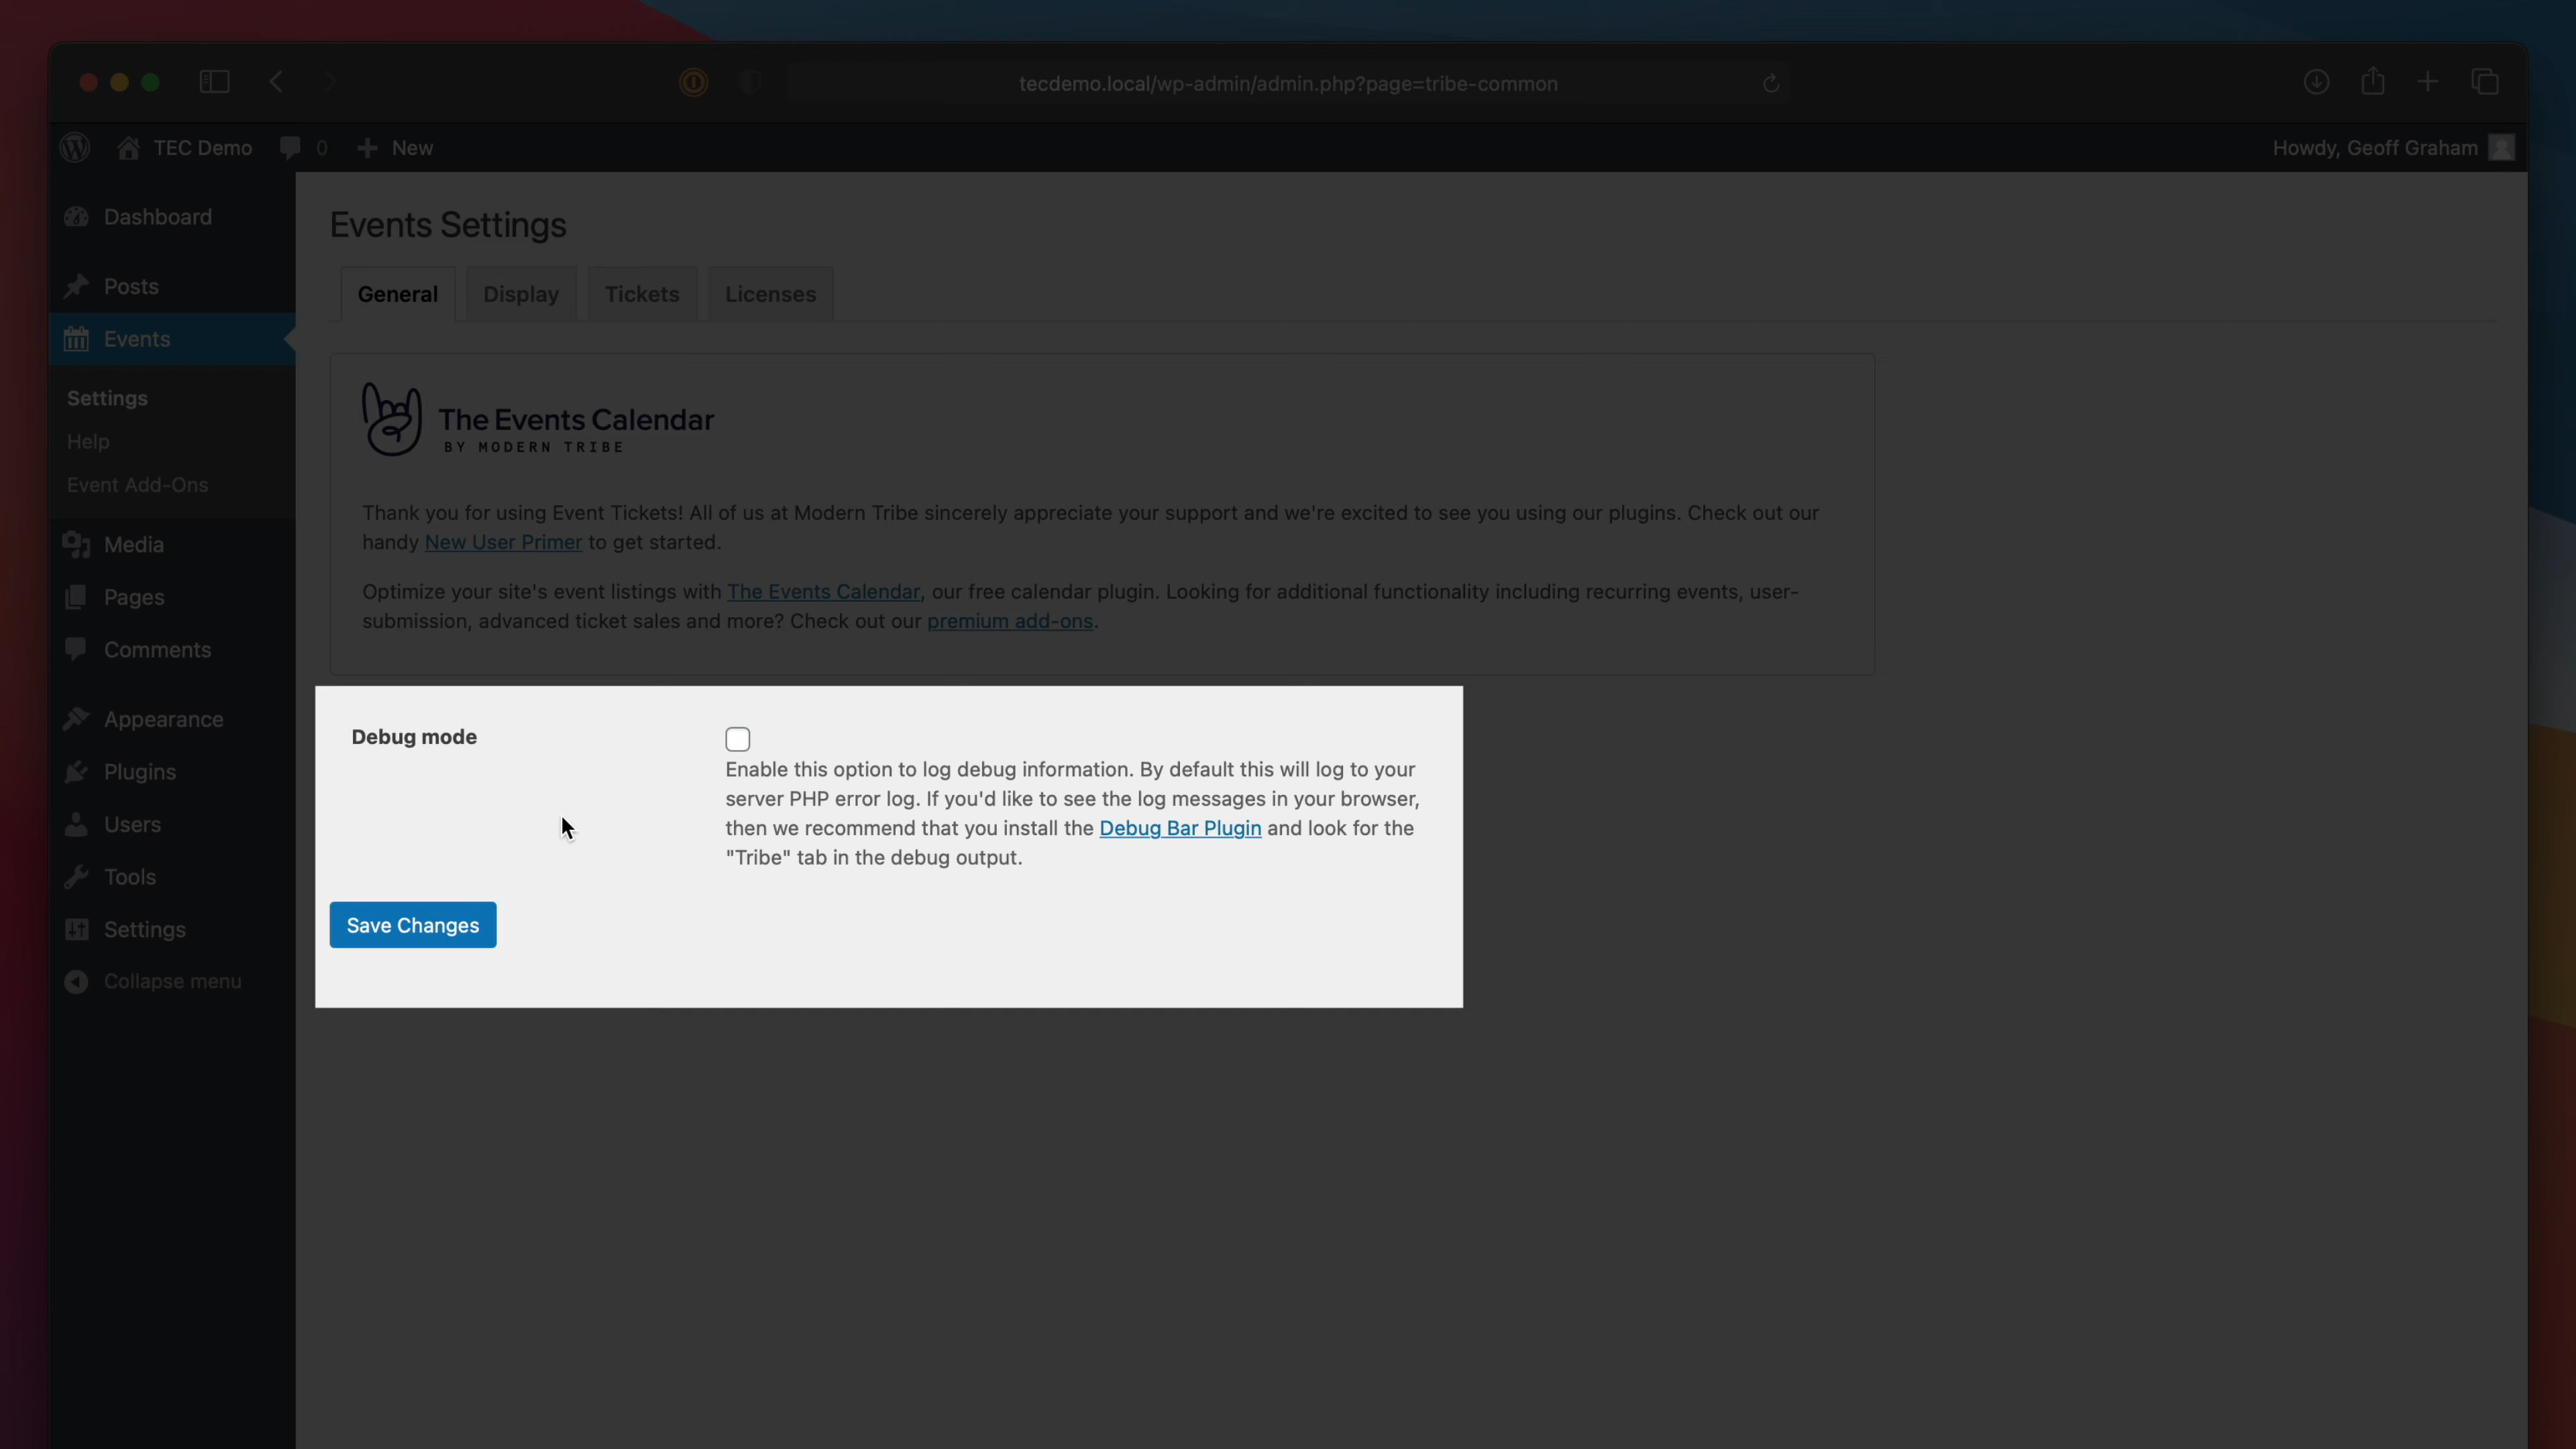 tecdemo.local/wp-admin/admin.php?page=tribe-common
TEC Demo 0 New
Howdy, Geoff Graham
Dashboard
Posts
Events
Settings
Help
Event Add-Ons
Media
Pages
Comments
Appearance
Plugins
Users
Tools
Settings
Collapse menu
Events Settings
General Display Tickets Licenses
The Events Calendar
BY MODERN TRIBE
Thank you for using Event Tickets! All of us at Modern Tribe sincerely appreciate your support and we're excited to see you using our plugins. Check out our
handy New User Primer to get started.
Optimize your site's event listings with The Events Calendar, our free calendar plugin. Looking for additional functionality including recurring events, user-
submission, advanced ticket sales and more? Check out our premium add-ons.
Debug mode
Enable this option to log debug information. By default this will log to your
server PHP error log. If you'd like to see the log messages in your browser,
then we recommend that you install the Debug Bar Plugin and look for the
"Tribe" tab in the debug output.
Save Changes